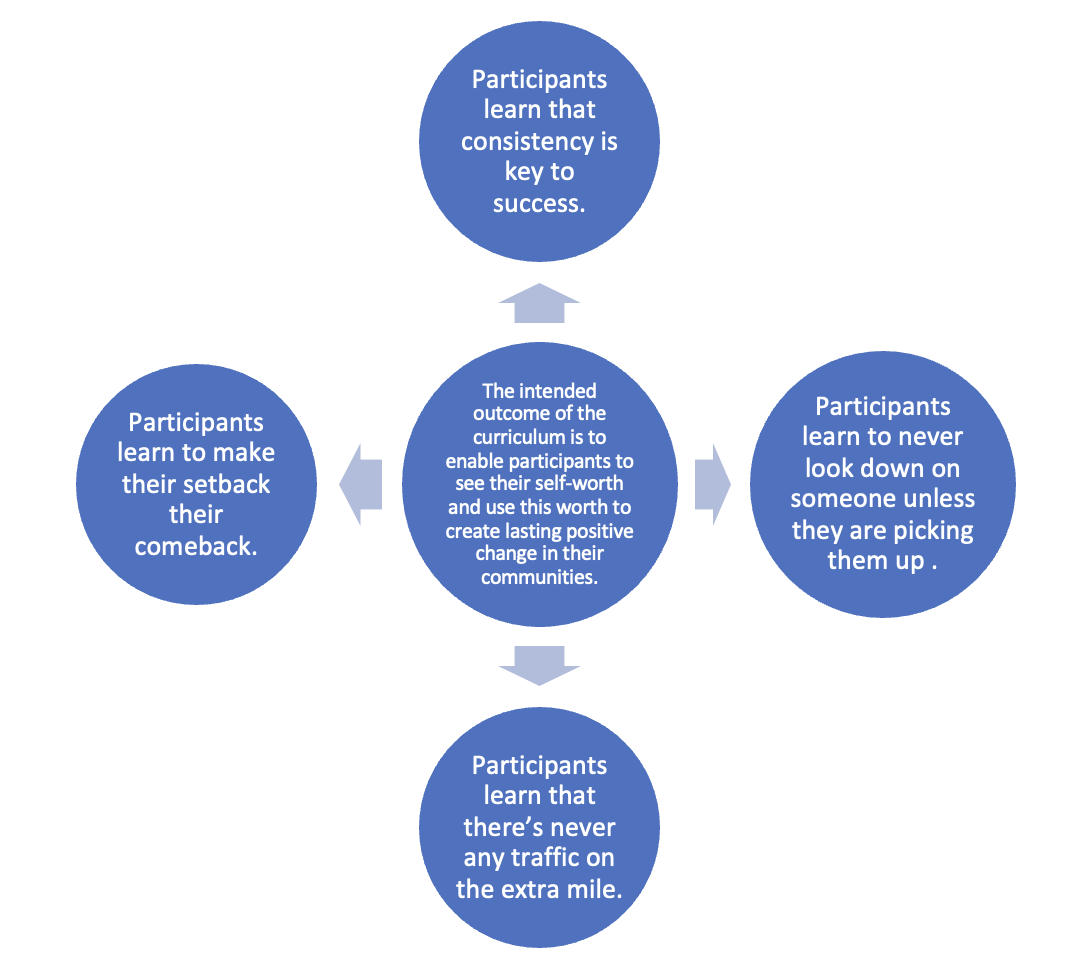 Participants
learn that
consistency is
key to
success.
Participants
learn to make
their setback
their
comeback.
The intended
outcome of the
curriculum is to
enable participants to
see their self-worth
and use this worth to
create lasting positive
change in their
communities.
Participants
learn to never
look down on
someone unless
they are picking
them up .
Participants
learn that
there’s never
any traffic on
the extra mile.